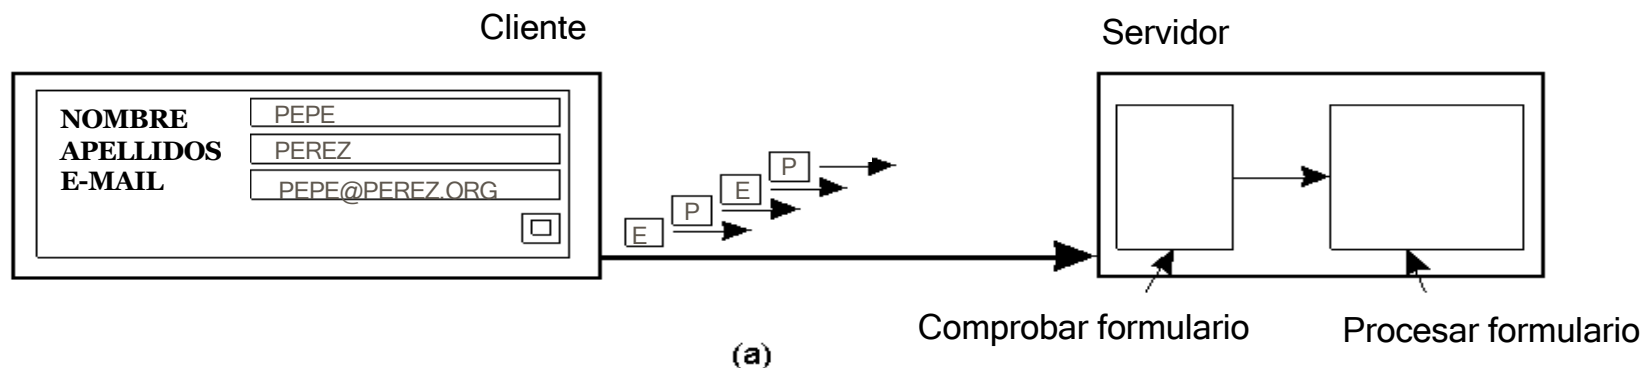 Cliente
Servidor
NOMBRE PEPE
APELLIDOS PEREZ
E-MAIL PEPE@PEREZ.ORG
P
E
P
E
Comprobar formulario
Procesar formulario
(a)